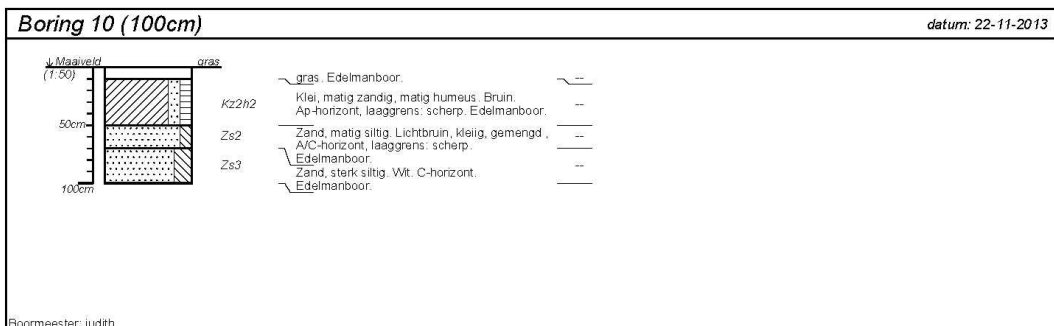 Boring 10 (100cm)
datum: 22-11-2013
↓ Maaiveld
gras
(1:50)
gras. Edelmanboor.
--
Kz2h2
Klei, matig zandig, matig humeus. Bruin.
Ap-horizont, laaggrens: scherp. Edelmanboor.
--
50cm
Zs2
Zand, matig siltig. Lichtbruin, kleiig, gemengd ,
A/C-horizont, laaggrens: scherp.
Edelmanboor.
--
Zs3
Zand, sterk siltig. Wit. C-horizont.
Edelmanboor.
--
100cm
Boormeester: judith